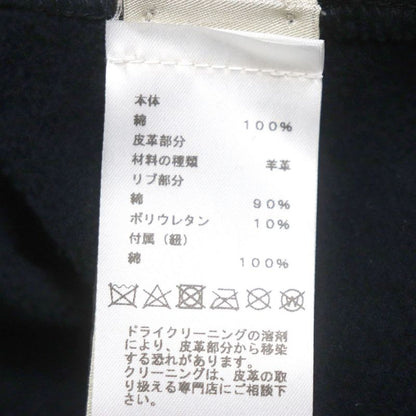 本体
綿 100%
皮革部分
材料の種類 羊革
リブ部分
綿 90%
ポリウレタン 10%
付属(紐)
綿 100%
ドライクリーニングの溶剤
により、皮革部分から移染
する恐れがあります。
クリーニングは、皮革の取
り扱える専門店にご相談
ください。